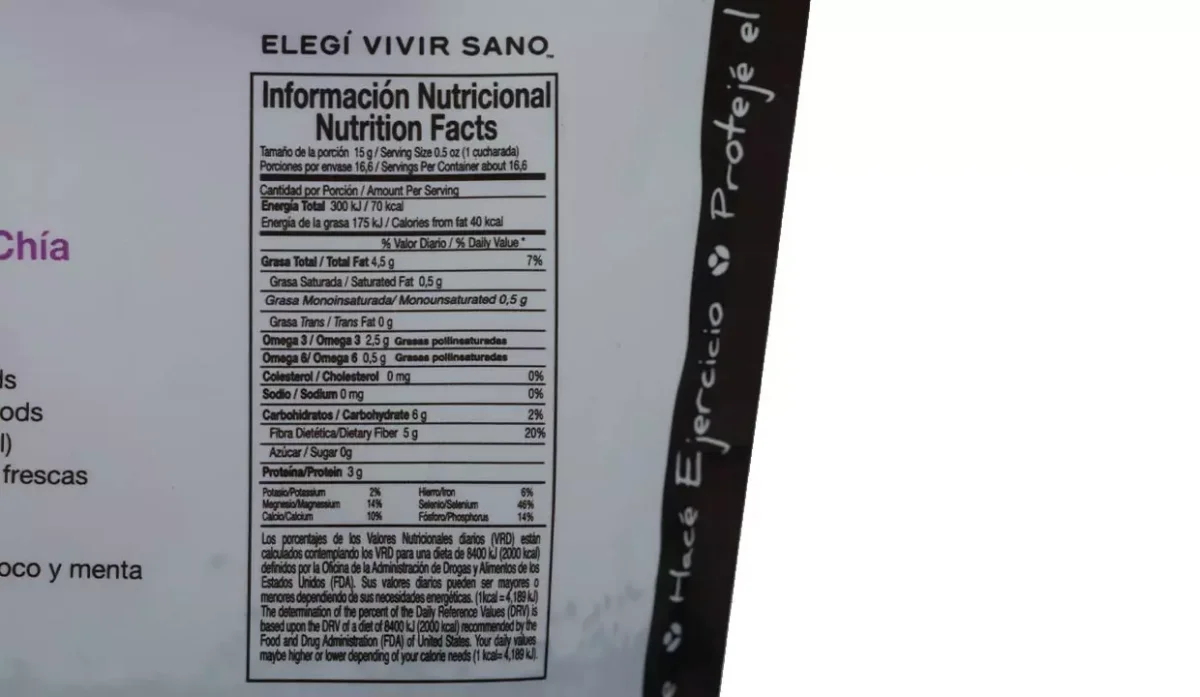 ELEGÍ VIVIR SANO™
Información Nutricional
Nutrition Facts
Tamaño de la porción 15 g / Serving Size 0.5 oz (1 cucharada)
Porciones por envase 16,6 / Servings Per Container about 16,6
Cantidad por Porción / Amount Per Serving
Energía Total 300 kJ / 70 kcal
Energía de la grasa 175 kJ / Calories from fat 40 kcal
% Valor Diario / % Daily Value *
Grasa Total / Total Fat 4,5 g 7%
Grasa Saturada / Saturated Fat 0,5 g
Grasa Monoinsaturada/ Monounsaturated 0,5 g
Grasa Trans / Trans Fat 0 g
Omega 3 / Omega 3 2,5 g Grasas poliinsaturadas
Omega 6/ Omega 6 0,5 g Grasas poliinsaturadas
Colesterol / Cholesterol 0 mg 0%
Sodio / Sodium 0 mg 0%
Carbohidratos / Carbohydrate 6 g 2%
Fibra Dietética/Dietary Fiber 5 g 20%
Azúcar / Sugar 0g
Proteína/Protein 3 g
Potasio/Potassium 2% Hierro/Iron 6%
Magnesio/Magnessium 14% Selenio/Selenium 46%
Calcio/Calcium 10% Fósforo/Phosphorus 14%
Los porcentajes de los Valores Nutricionales diarios (VRD) están
calculados contemplando los VRD para una dieta de 8400 kJ (2000 kcal)
definidos por la Oficina de la Administración de Drogas y Alimentos de los
Estados Unidos (FDA). Sus valores diarios pueden ser mayores o
menores dependiendo de sus necesidades energéticas. (1kcal = 4,189 kJ)
The determination of the percent of the Daily Reference Values (DRV) is
based upon the DRV of a diet of 8400 kJ (2000 kcal) recommended by the
Food and Drug Administration (FDA) of United States. Your daily values
maybe higher or lower depending of your calorie needs (1 kcal= 4,189 kJ).
Chía
ds
ods
l)
frescas
oco y menta
Hacé Ejercicio Protejé el